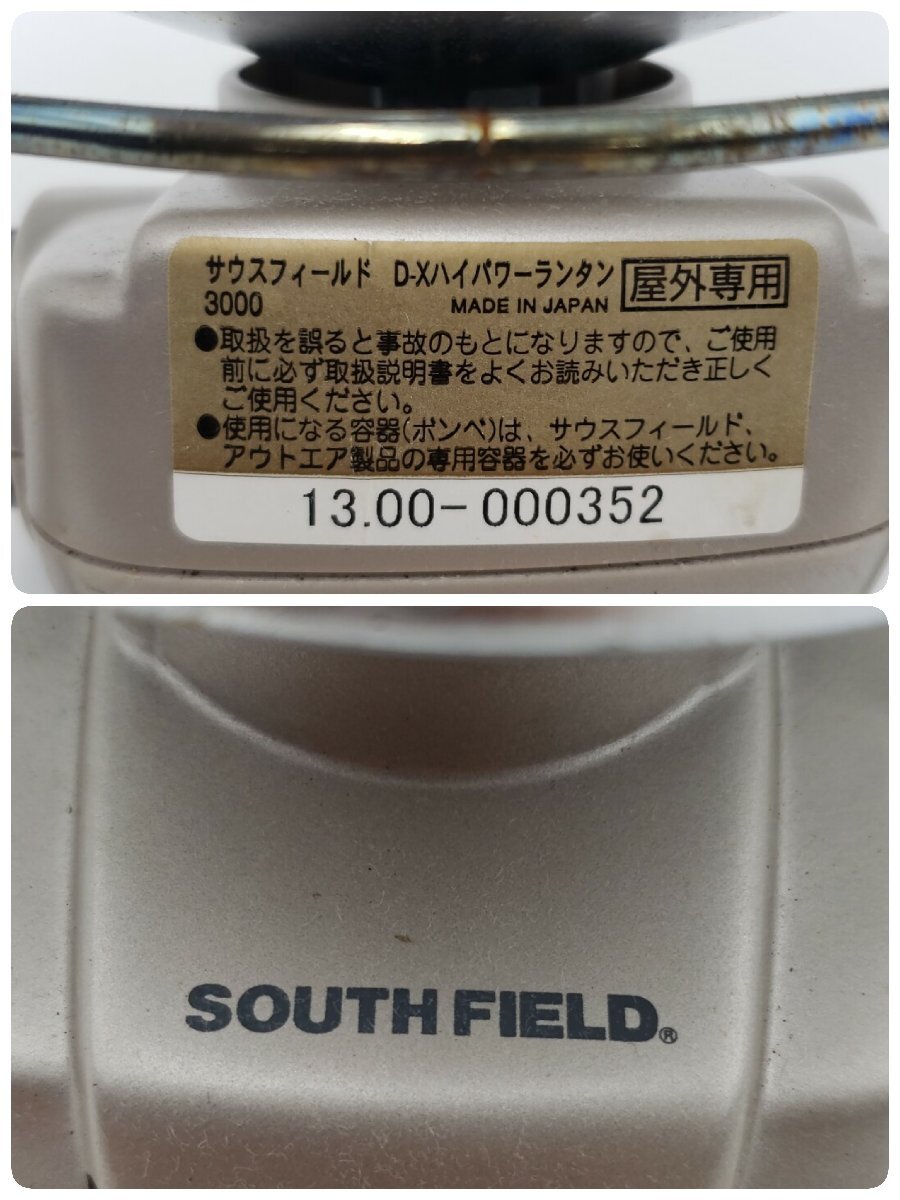 サウスフィールド D-Xハイパワーランタン 屋外専用
3000 MADE IN JAPAN
●取扱を誤ると事故のもとになりますので、ご使用
前に必ず取扱説明書をよくお読みいただき正しく
ご使用ください。
●使用になる容器(ボンベ)は、サウスフィールド、
アウトエア製品の専用容器を必ずお使いください。
13.00-000352
SOUTH FIELD®